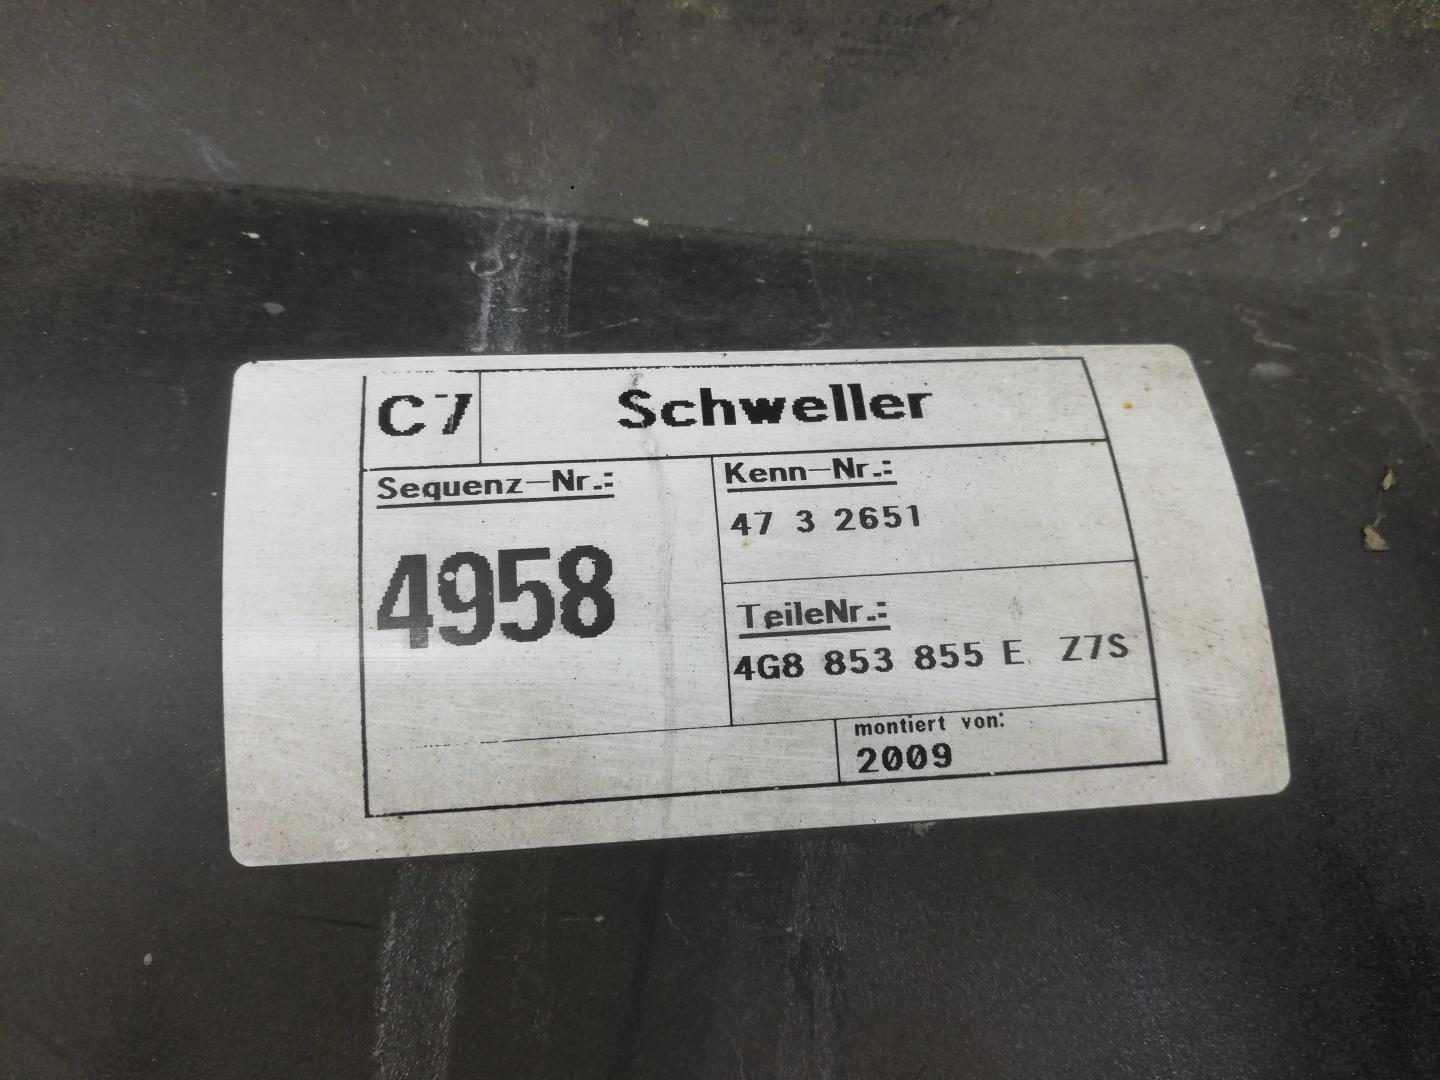 C7 Schweller
Sequenz-Nr.:
4958
Kenn-Nr.:
47 3 2651
TeileNr.:
4G8 853 855 E Z7S
montiert von:
2009